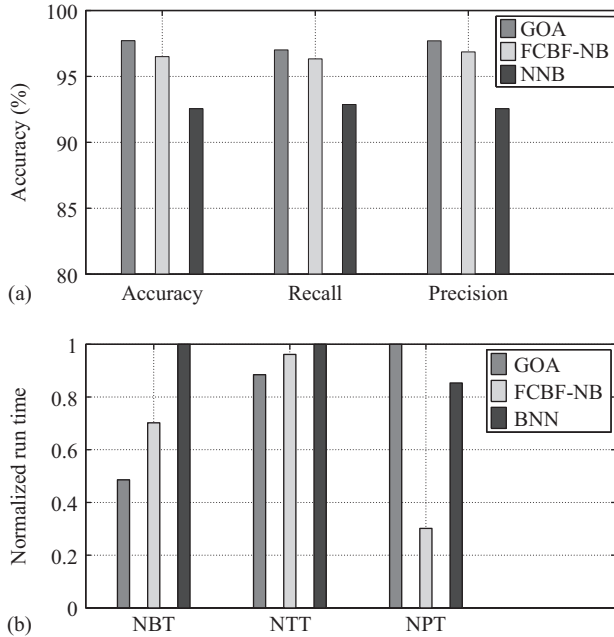 100
95
90
85
80
Accuracy (%)
GOA
FCBF-NB
NNB
(a)
Accuracy Recall Precision
1
0.8
0.6
0.4
0.2
0
Normalized run time
GOA
FCBF-NB
BNN
(b)
NBT NTT NPT